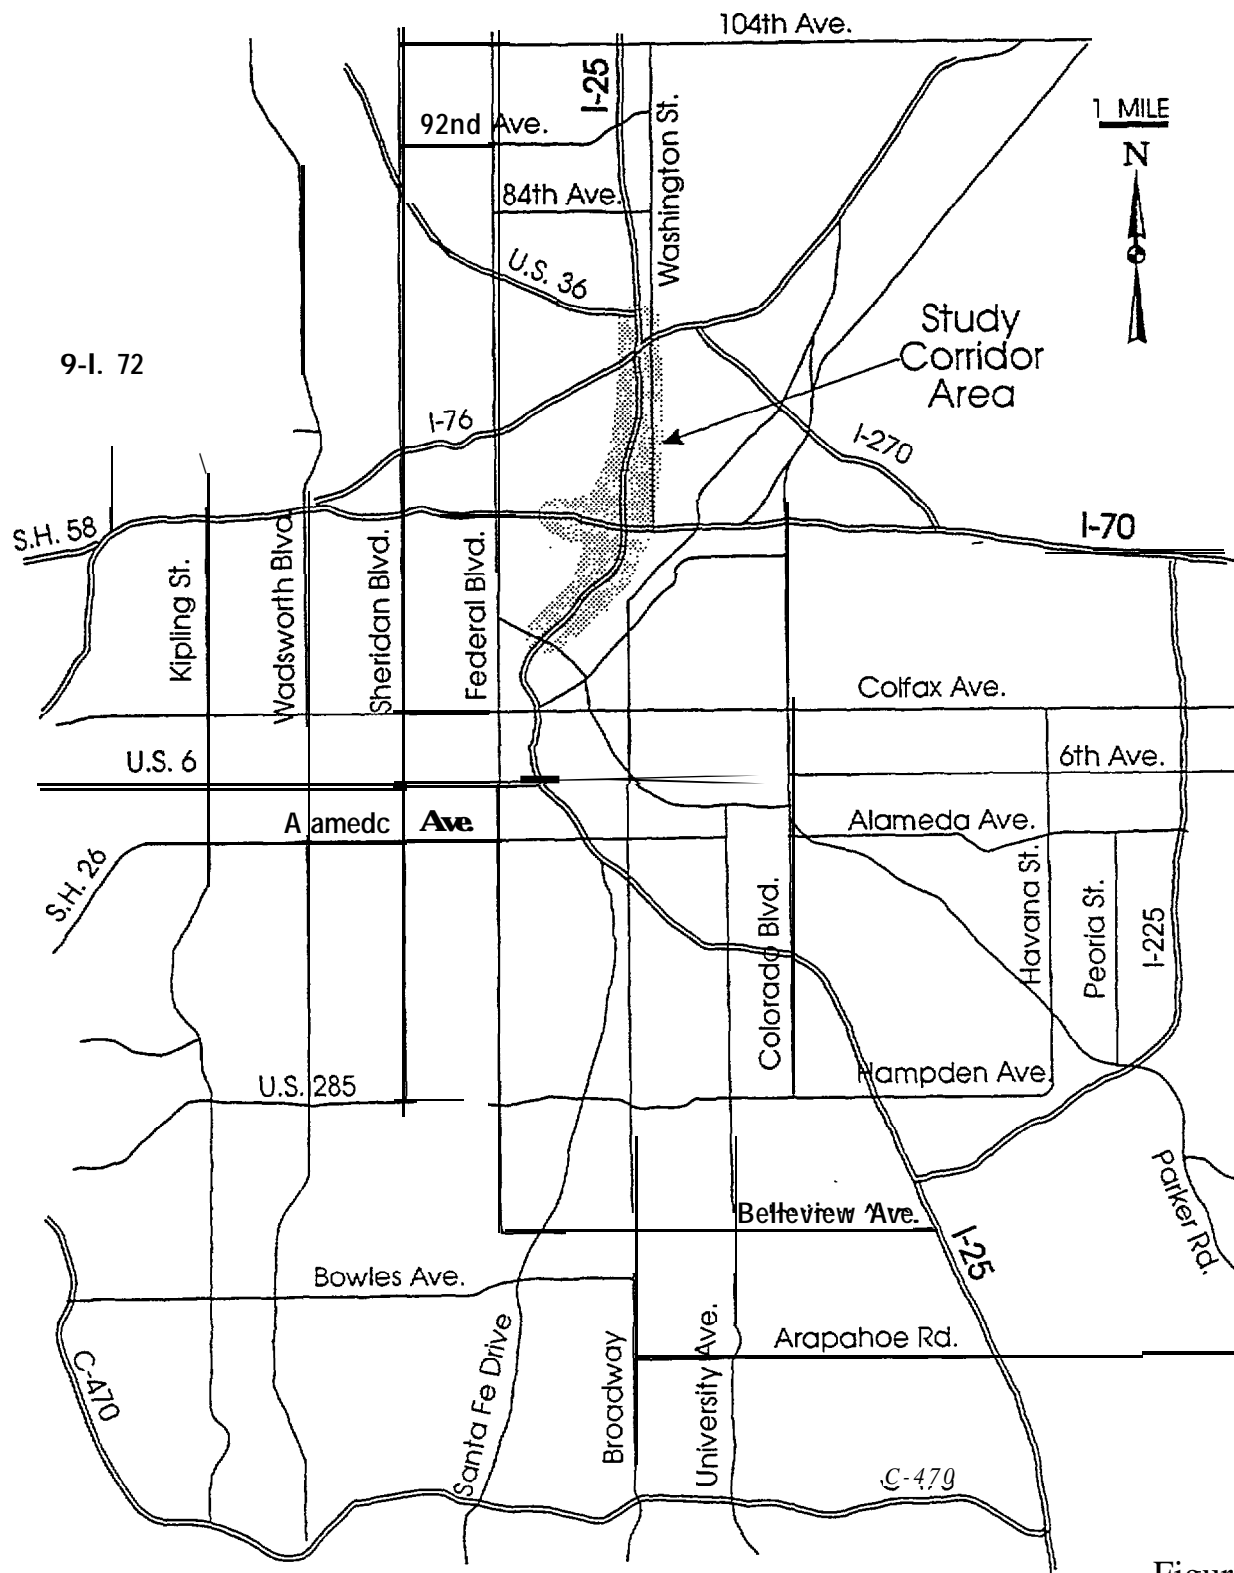 104th Ave.
I-25
1 MILE
92nd Ave.
N
Washington St.
84th Ave.
U.S. 36
Study
Corridor
Area
9-I. 72
I-76
I-270
S.H. 58
I-70
Kipling St.
Wadsworth Blvd
Sheridan Blvd.
Federal Blvd.
Colfax Ave.
U.S. 6
6th Ave.
A amedc Ave.
Alameda Ave.
S.H. 26
Colorado Blvd.
Havana St.
Peoria St.
I-225
U.S. 285
Hampden Ave.
Parker Rd.
Belleview Ave.
I-25
Bowles Ave.
Arapahoe Rd.
C-470
Santa Fe Drive
Broadway
University Ave.
C-479
Figur